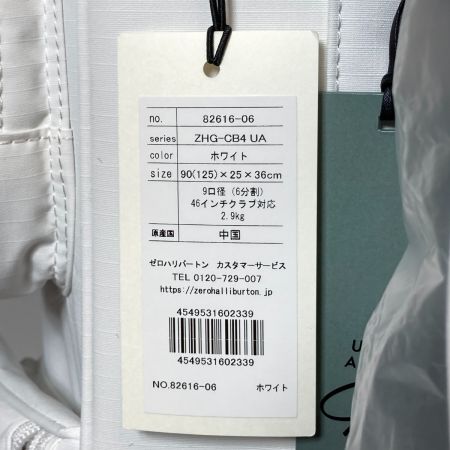 no. 82616-06
series ZHG-CB4 UA
color ホワイト
size 90(125)×25×36cm
9口径 (6分割)
46インチクラブ対応
2.9kg
原産国 中国
ゼロハリバートン カスタマーサービス
TEL 0120-729-007
https://zerohalliburton.jp
4549531602339
4549531602339
NO.82616-06 ホワイト
U
A